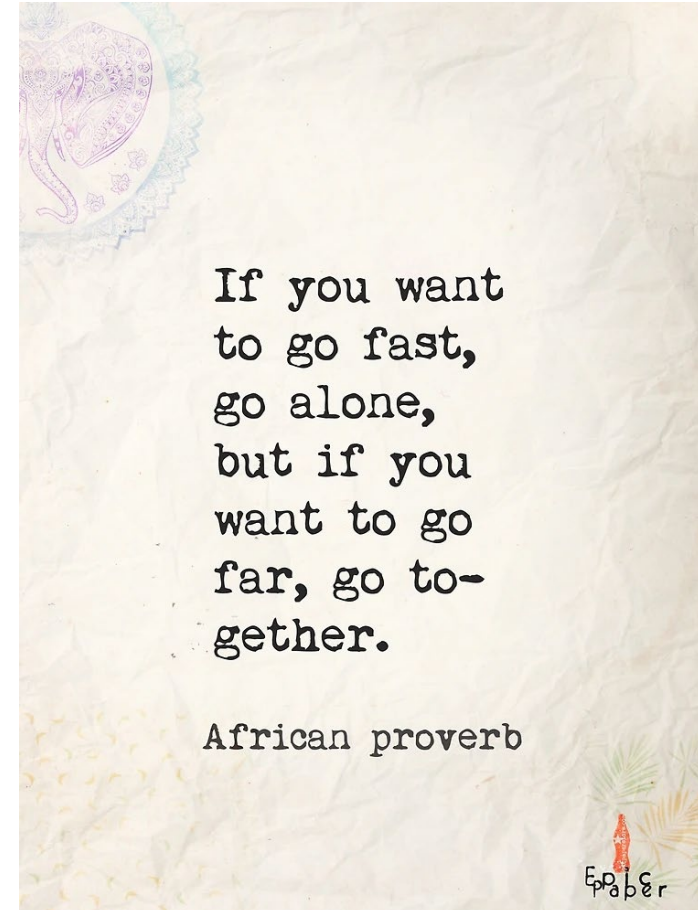 If you want
to go fast,
go alone,
but if you
want to go
far, go to-
gether.
African proverb